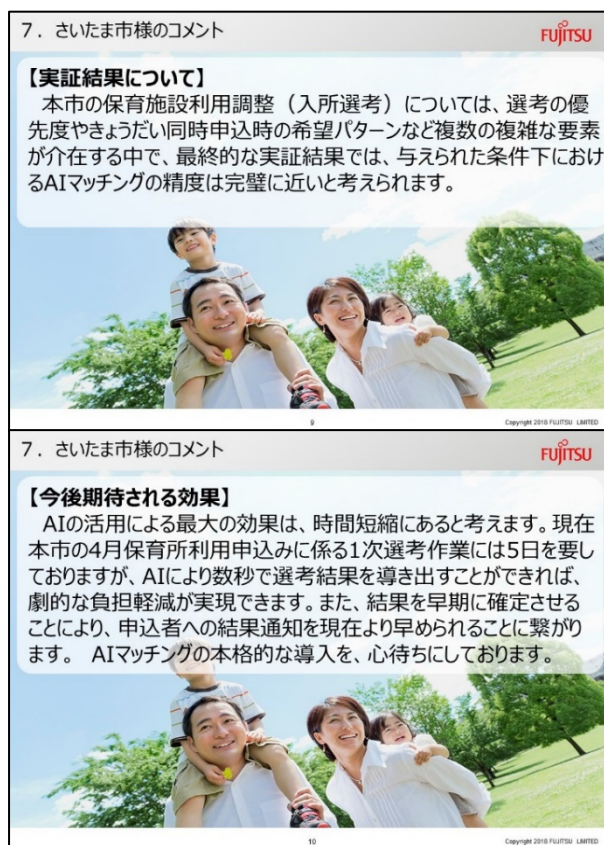 7．さいたま市様のコメント
FUJITSU
【実証結果について】
本市の保育施設利用調整（入所選考）については、選考の優
先度やきょうだい同時申込時の希望パターンなど複数の複雑な要素
が介在する中で、最終的な実証結果では、与えられた条件下におけ
るAIマッチングの精度は完璧に近いと考えられます。
9
Copyright 2018 FUJITSU LIMITED
7．さいたま市様のコメント
FUJITSU
【今後期待される効果】
AIの活用による最大の効果は、時間短縮にあると考えます。現在
本市の4月保育所利用申込みに係る1次選考作業には5日を要し
ておりますが、AIにより数秒で選考結果を導き出すことができれば、
劇的な負担軽減が実現できます。また、結果を早期に確定させる
ことにより、申込者への結果通知を現在より早められることに繋がり
ます。 AIマッチングの本格的な導入を、心待ちにしております。
10
Copyright 2018 FUJITSU LIMITED